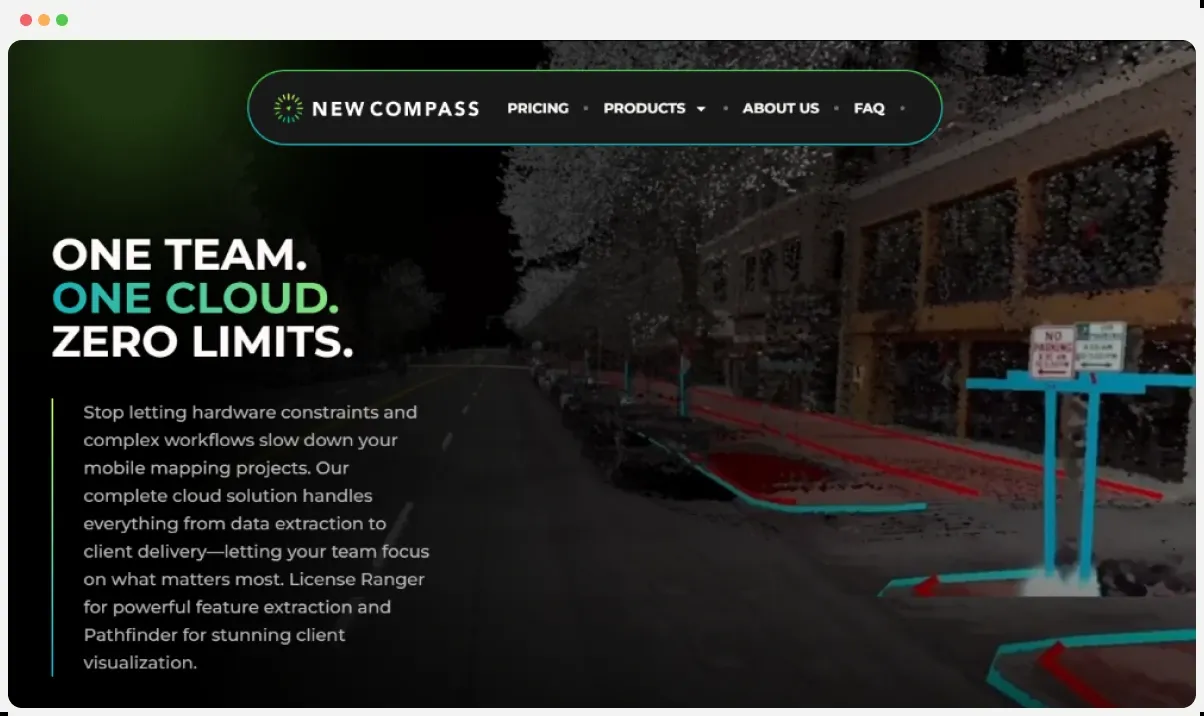 NEW COMPASS PRICING PRODUCTS ABOUT US FAQ
ONE TEAM.
ONE CLOUD.
ZERO LIMITS.
Stop letting hardware constraints and
complex workflows slow down your
mobile mapping projects. Our
complete cloud solution handles
everything from data extraction to
client delivery—letting your team focus
on what matters most. License Ranger
for powerful feature extraction and
Pathfinder for stunning client
visualization.
NO
PARKING